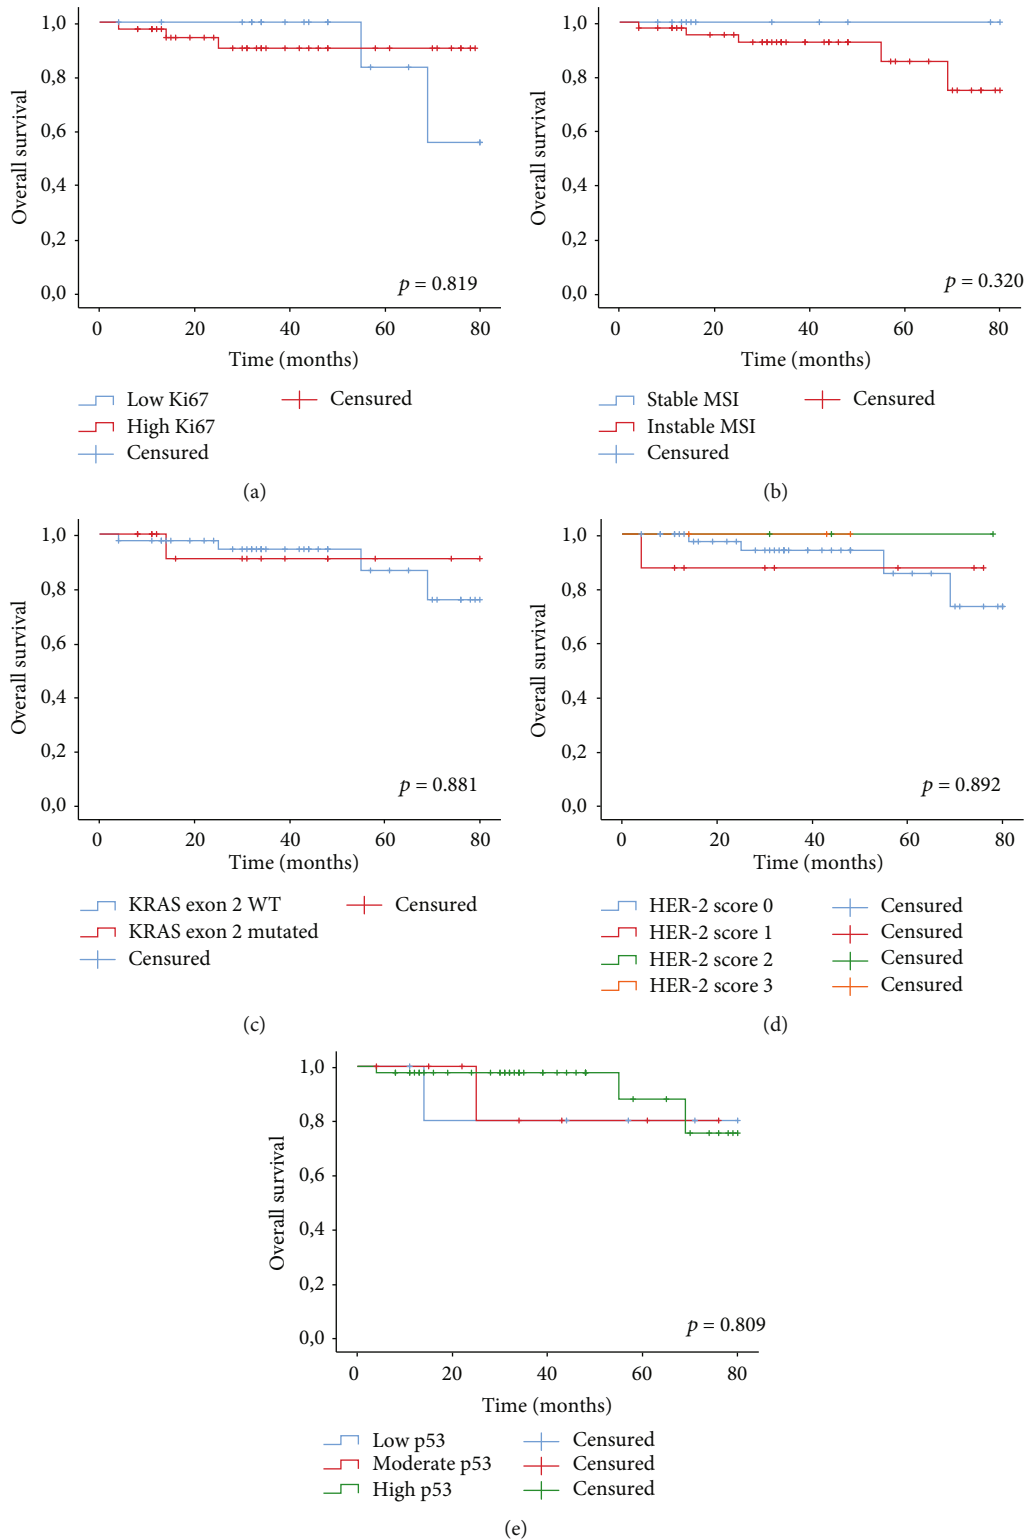 1,0
0,8
0,6
0,4
0,2
0,0
Overall survival
p = 0.819
0 20 40 60 80
Time (months)
Low Ki67
High Ki67
Censured
Censured
(a)
1,0
0,8
0,6
0,4
0,2
0,0
Overall survival
p = 0.320
0 20 40 60 80
Time (months)
Stable MSI
Instable MSI
Censured
Censured
(b)
1,0
0,8
0,6
0,4
0,2
0,0
Overall survival
p = 0.881
0 20 40 60 80
Time (months)
KRAS exon 2 WT
KRAS exon 2 mutated
Censured
Censured
(c)
1,0
0,8
0,6
0,4
0,2
0,0
Overall survival
p = 0.892
0 20 40 60 80
Time (months)
HER-2 score 0
HER-2 score 1
HER-2 score 2
HER-2 score 3
Censured
Censured
Censured
Censured
(d)
1,0
0,8
0,6
0,4
0,2
0,0
Overall survival
p = 0.809
0 20 40 60 80
Time (months)
Low p53
Moderate p53
High p53
Censured
Censured
Censured
(e)